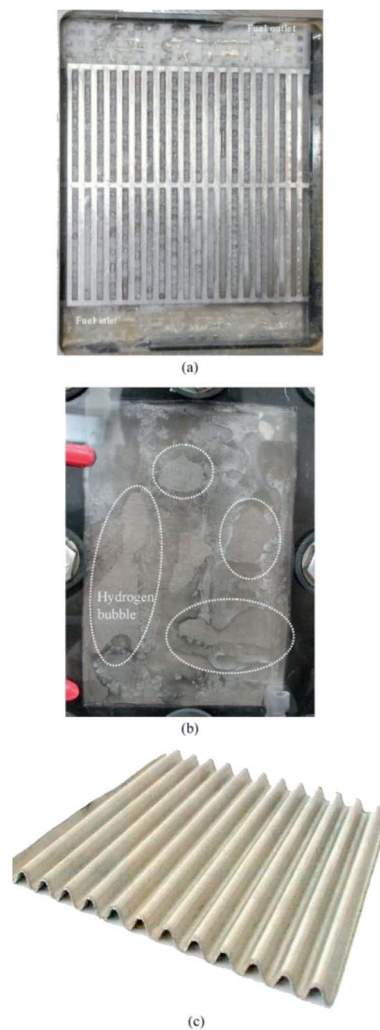 Fuel outlet
Fuel inlet
(a)
Hydrogen
bubble
(b)
(c)